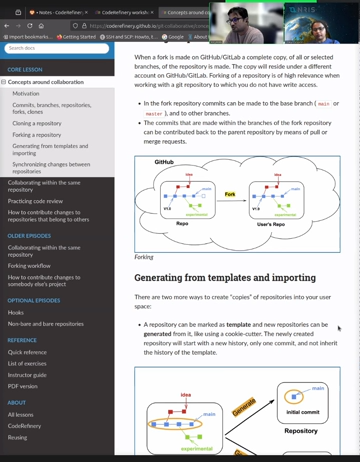 « Notes - CodeRefinery
Concepts around co
https://coderefinery.github.io/git-collaborative/
Import bookmarks...
Getting Started
SSH and SCP: Howto, t
Search docs
CORE LESSON
Concepts around collaboration
Motivation
Commits, branches, repositories, forks, clones
Cloning a repository
Forking a repository
Generating from templates and importing
Synchronizing changes between repositories
Collaborating within the same repository
Practicing code review
How to contribute changes to repositories that belong to others
OLDER EPISODES
Collaborating within the same repository
Forking workflow
How to contribute changes to somebody else's project
OPTIONAL EPISODES
Hooks
Non-bare and bare repositories
REFERENCE
Quick reference
List of exercises
Instructor guide
PDF version
ABOUT
All lessons
CodeRefinery
Reusing
When a fork is made on GitHub/GitLab a complete copy, of all or selected
branches, of the repository is made. The copy will reside under a different
account on GitHub/GitLab. Forking of a repository is of high relevance when
working with a git repository to which you do not have write access.
• In the fork repository commits can be made to the base branch ( main or
master ), and to other branches.
• The commits that are made within the branches of the fork repository
can be contributed back to the parent repository by means of pull or
merge requests.
GitHub
idea
main
V1.0
experimental
Repo
Fork
idea
main
V1.0
experimental
User's Repo
Forking
Generating from templates and importing
There are two more ways to create "copies" of repositories into your user
space:
• A repository can be marked as template and new repositories can be
generated from it, like using a cookie-cutter. The newly created
repository will start with a new history, only one commit, and not inherit
the history of the template.
idea
main
experimental
Generate
main
initial commit
Repository